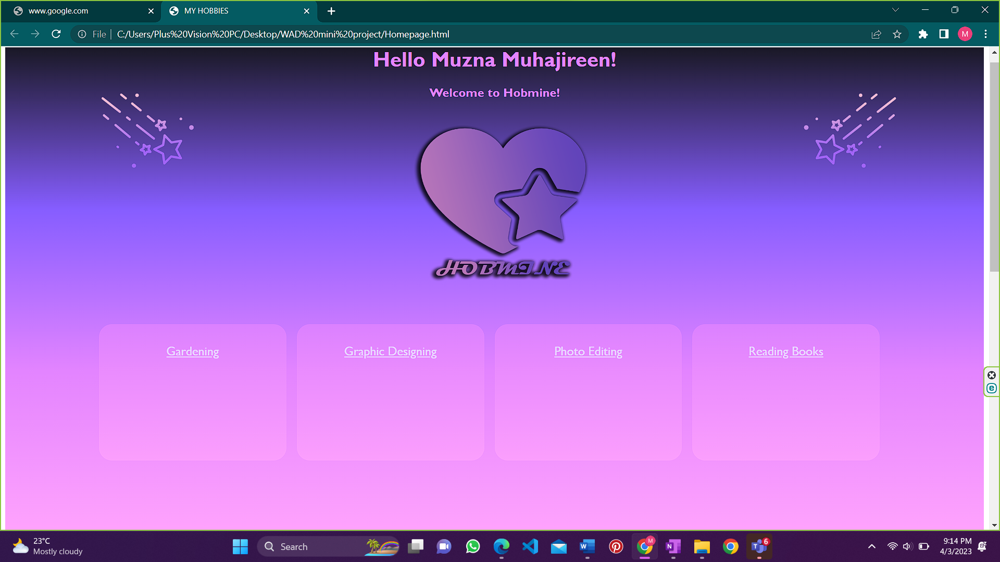 www.google.com
MY HOBBIES
File
C:/Users/Plus%20Vision%20PC/Desktop/WAD%20mini%20project/Homepage.html
M
Hello Muzna Muhajireen!
Welcome to Hobmine!
HOBMINE
Gardening
Graphic Designing
Photo Editing
Reading Books
e
23°C
Mostly cloudy
Search
W
M
N
T
6
9:14 PM
4/3/2023